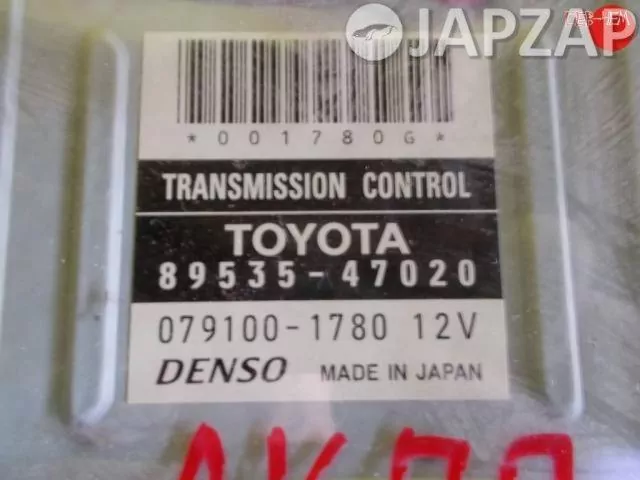 JAPZAP
*001780G*
TRANSMISSION CONTROL
TOYOTA
89535-47020
079100-1780 12V
DENSO MADE IN JAPAN